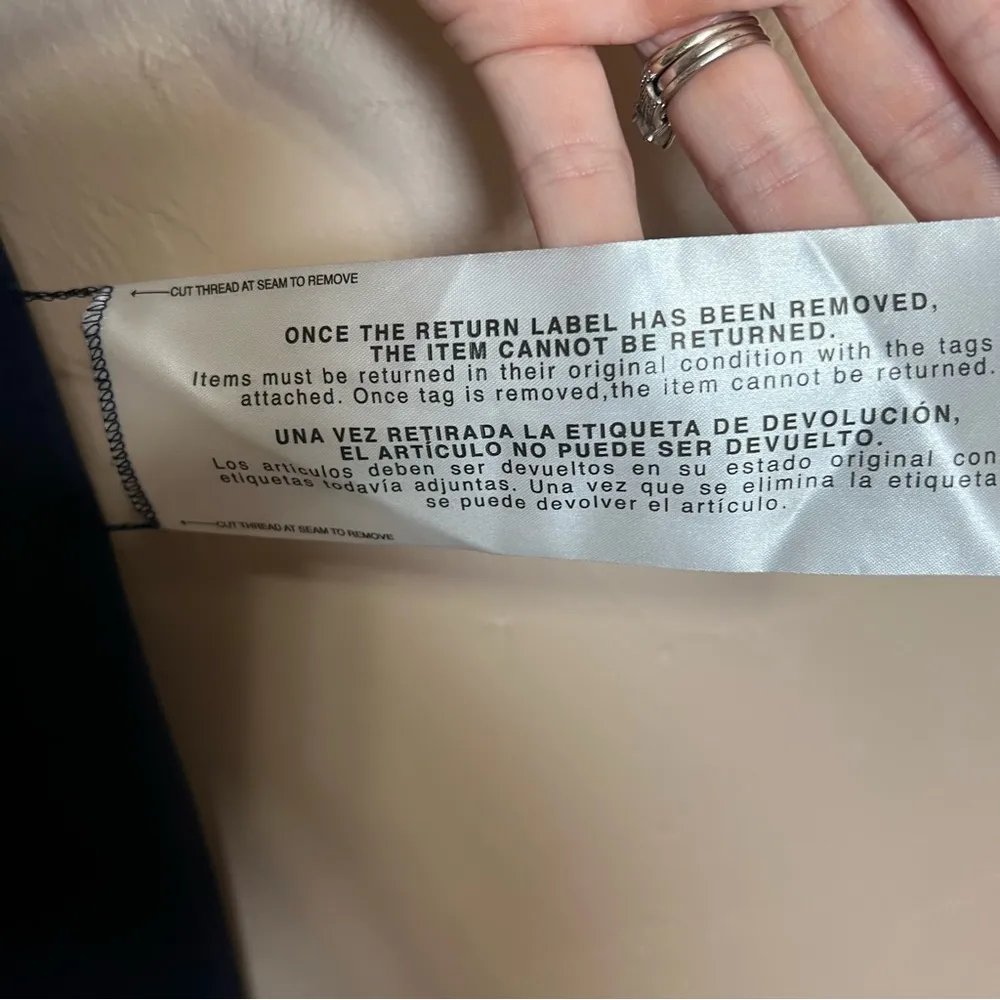 CUT THREAD AT SEAM TO REMOVE
ONCE THE RETURN LABEL HAS BEEN REMOVED,
THE ITEM CANNOT BE RETURNED.
Items must be returned in their original condition with the tags
attached. Once tag is removed,the item cannot be returned.
UNA VEZ RETIRADA LA ETIQUETA DE DEVOLUCIÓN,
EL ARTÍCULO NO PUEDE SER DEVUELTO.
Los articulos deben ser devueltos en su estado original con
etiquetas todavía adjuntas. Una vez que se elimina la etiqueta
se puede devolver el artículo.
CUT THREAD AT SEAM TO REMOVE